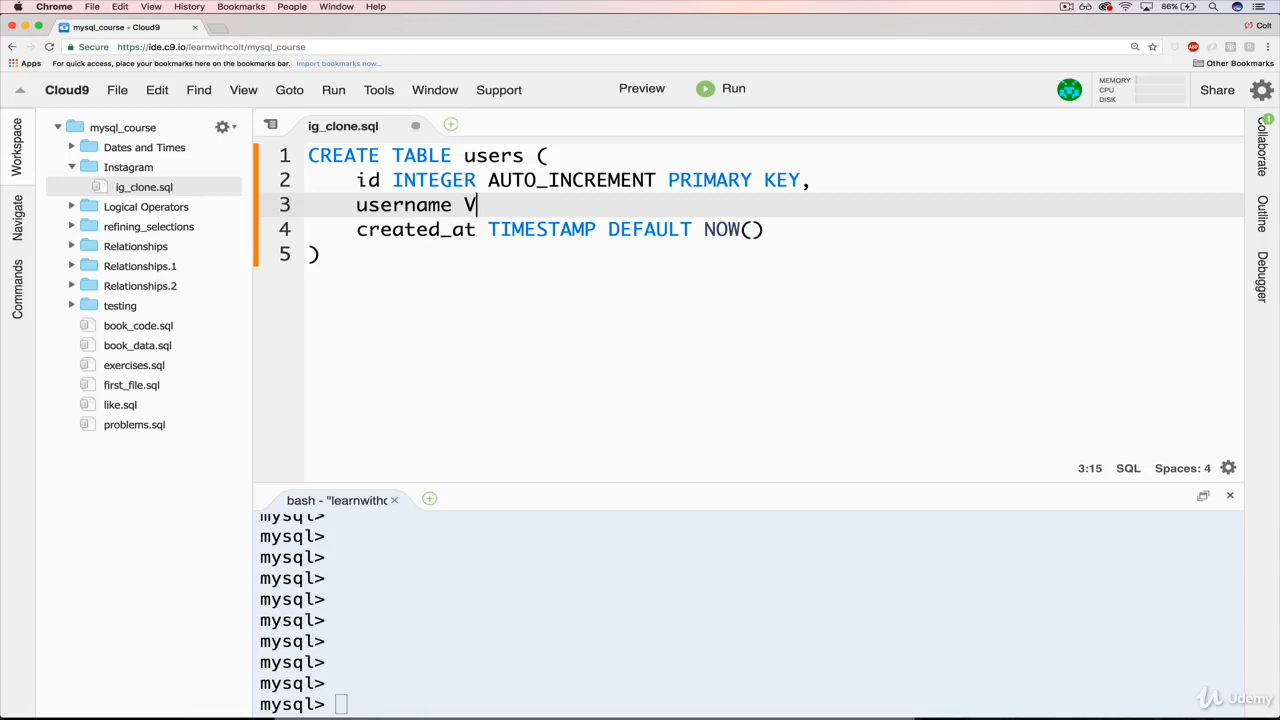 Chrome File Edit View History Bookmarks People Window Help 86%
mysql_course - Cloud9 Colt
Secure https://ide.c9.io/learnwithcolt/mysql_course
Apps For quick access, place your bookmarks here on the bookmarks bar. Import bookmarks now... Other Bookmarks
Cloud9 File Edit Find View Goto Run Tools Window Support Preview Run MEMORY CPU DISK Share
Workspace
Navigate
Commands
mysql_course
Dates and Times
Instagram
ig_clone.sql
Logical Operators
refining_selections
Relationships
Relationships.1
Relationships.2
testing
book_code.sql
book_data.sql
exercises.sql
first_file.sql
like.sql
problems.sql
ig_clone.sql
1 CREATE TABLE users (
2 id INTEGER AUTO_INCREMENT PRIMARY KEY,
3 username V
4 created_at TIMESTAMP DEFAULT NOW()
5 )
3:15 SQL Spaces: 4
Collaborate
1
Outline
Debugger
bash - "learnwithc
mysql>
mysql>
mysql>
mysql>
mysql>
mysql>
mysql>
mysql>
mysql>
mysql>
Udemy